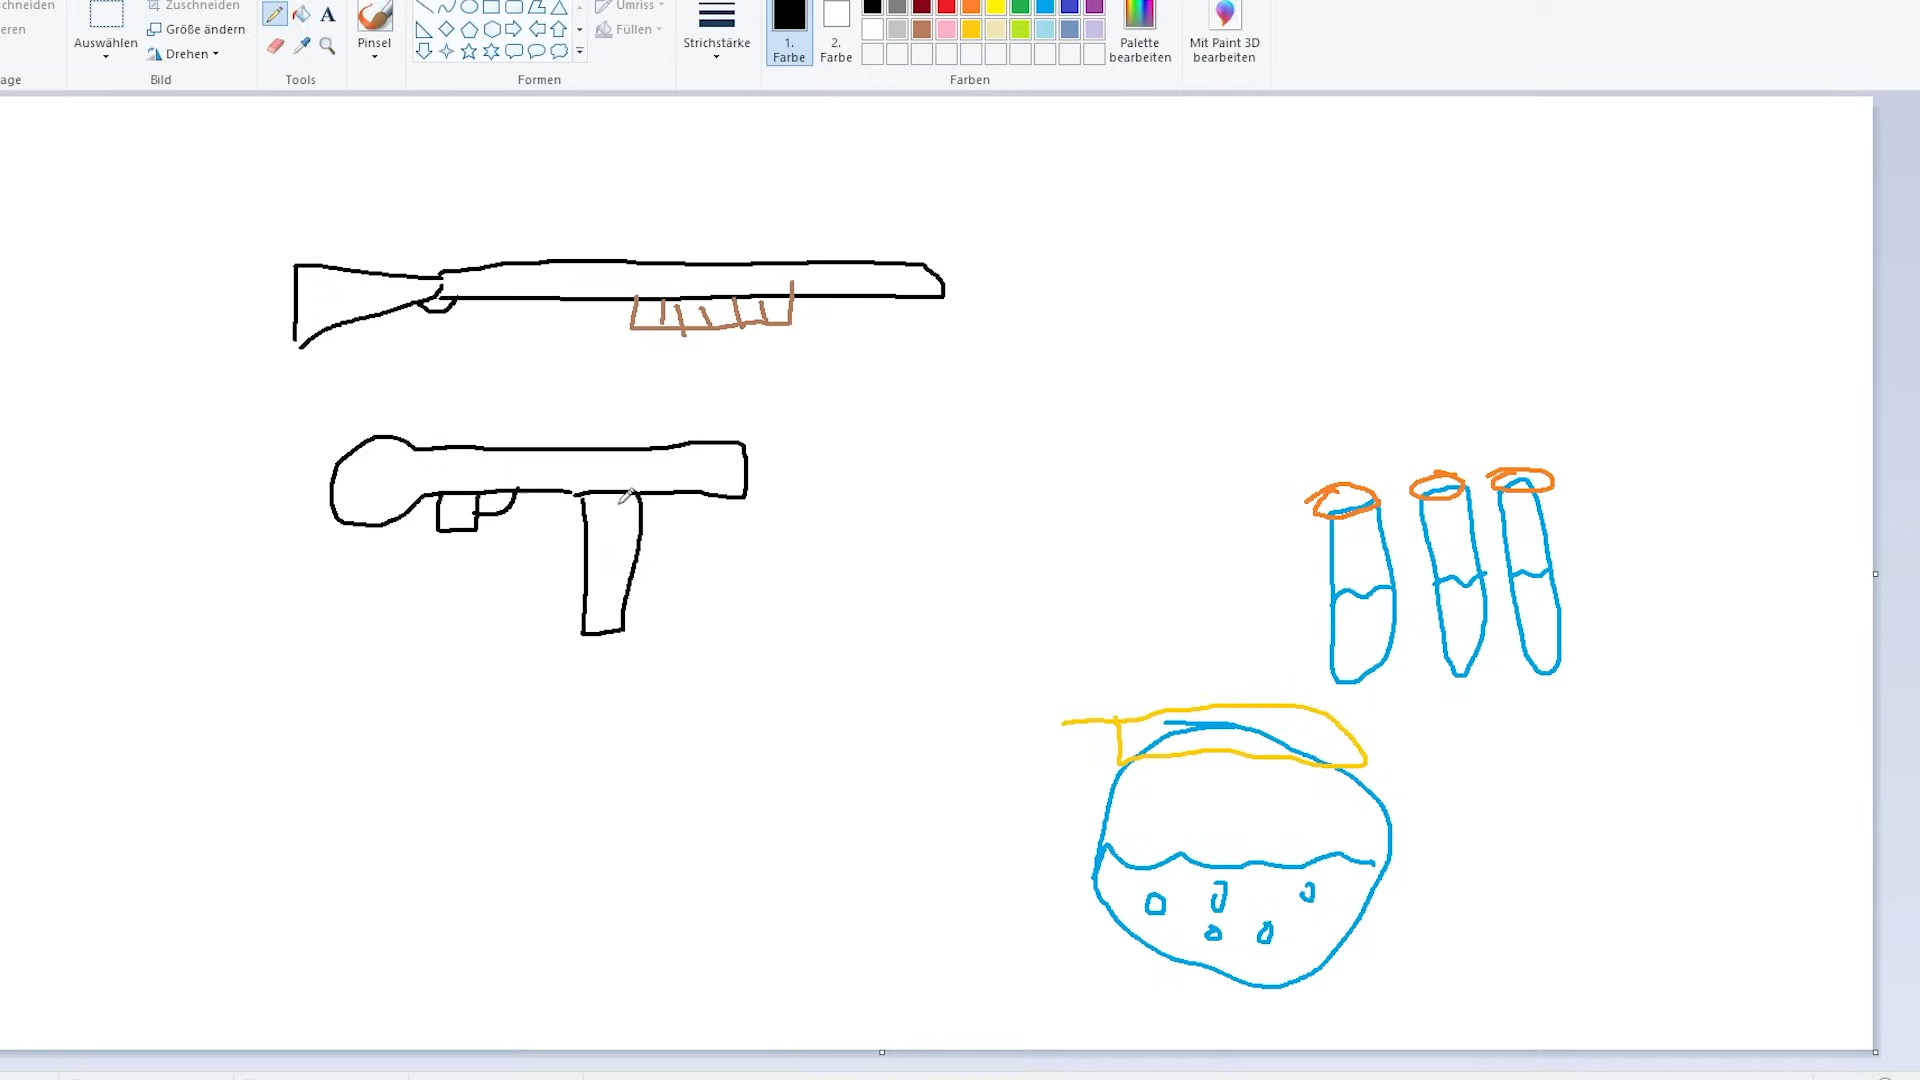 chneiden
Zuschneiden
Umriss
eren
Größe ändern
Füllen
Auswählen
Drehen
A
Pinsel
Strichstärke
1.
Farbe
2.
Farbe
Palette
bearbeiten
Mit Paint 3D
bearbeiten
age
Bild
Tools
Formen
Farben